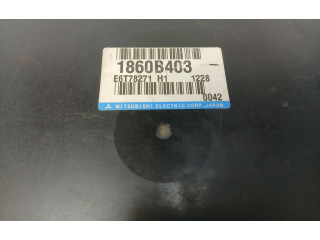 1860B403
E6T78271 H1 1228
0042
MITSUBISHI ELECTRIC CORP. JAPAN